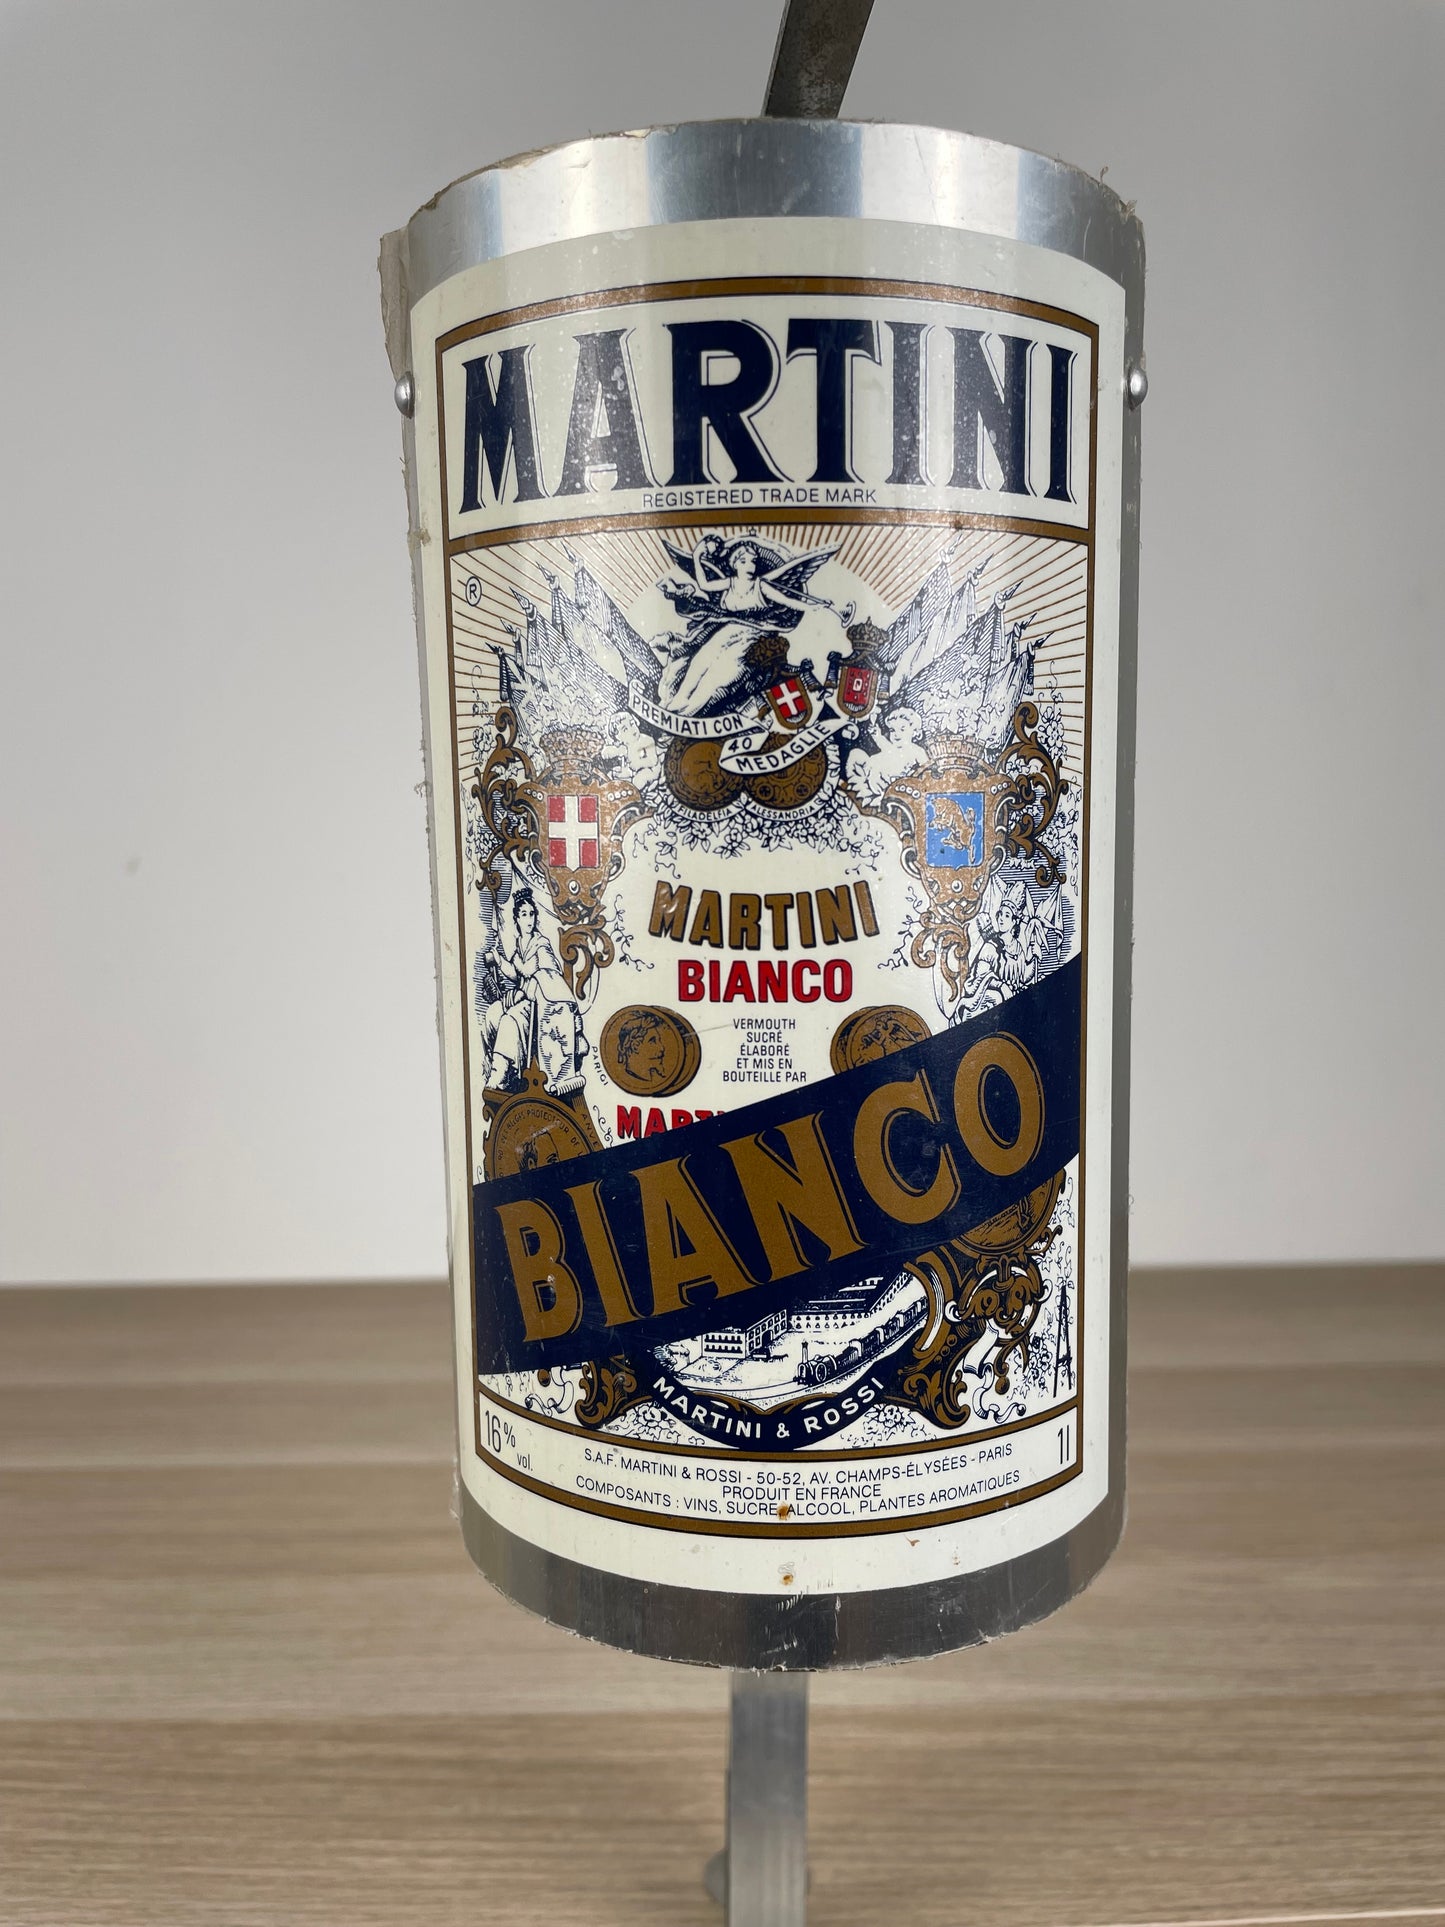 MARTINI
REGISTERED TRADE MARK
®
PREMIATI CON
40
MEDAGLIE
ALESSANDRIA
MARTINI
BIANCO
VERMOUTH
SUCRÉ
ÉLABORÉ
ET MIS EN
BOUTEILLE PAR
PARIGI
BIANCO
MARTINI & ROSSI
16% vol.
1l
S.A.F. MARTINI & ROSSI - 50-52, AV. CHAMPS-ÉLYSÉES - PARIS
PRODUIT EN FRANCE
COMPOSANTS : VINS, SUCRE, ALCOOL, PLANTES AROMATIQUES